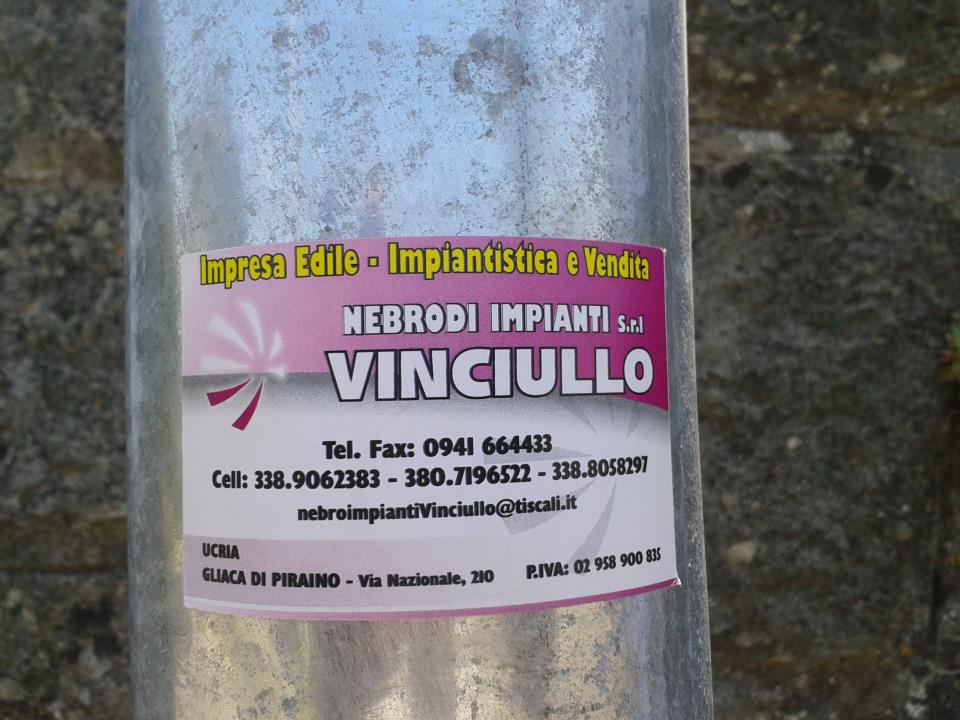 Impresa Edile - Impiantistica e Vendita
NEBRODI IMPIANTI S.r.l
VINCIULLO
Tel. Fax: 0941 664433
Cell: 338.9062383 - 380.7196522 - 338.8058297
nebroimpiantiVinciullo@tiscali.it
UCRIA
GLIACA DI PIRAINO - Via Nazionale, 210
P.IVA: 02 958 900 835